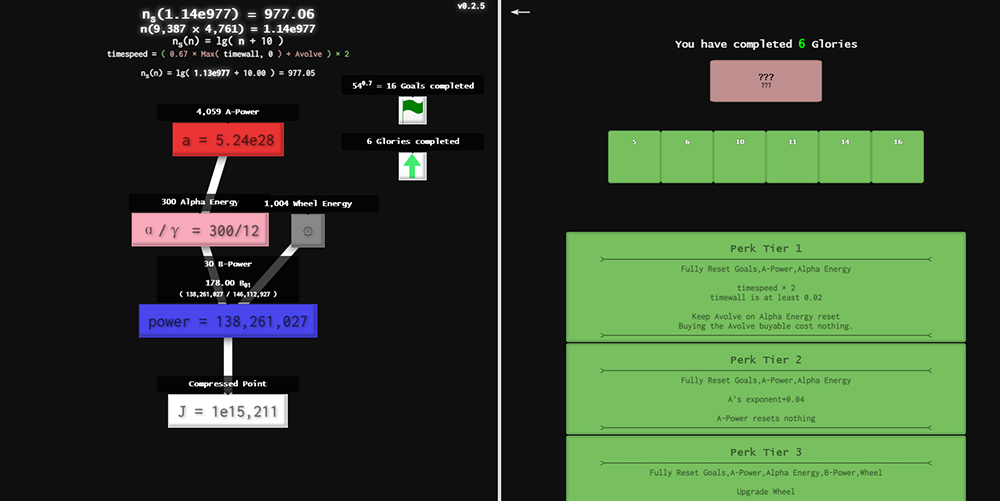 v0.2.5
nₛ(1.14e977) = 977.06
n(9,387 x 4,761) = 1.14e977
nₛ(n) = lg( n + 10 )
timespeed = ( 0.67 × Max( timewall, 0 ) + Avolve ) × 2
nₛ(n) = lg( 1.13e977 + 10.00 ) = 977.05
54^0.7 = 16 Goals completed
6 Glories completed
4,059 A-Power
a = 5.24e28
300 Alpha Energy
1,004 Wheel Energy
α/γ = 300/12
⚙
30 B-Power
178.00 B₀₁
( 138,261,027 / 146,112,927 )
power = 138,261,027
Compressed Point
J = 1e15,211
You have completed 6 Glories
???
???
5 6 10 11 14 16
Perk Tier 1
Fully Reset Goals,A-Power,Alpha Energy
timespeed × 2
timewall is at least 0.02
Keep Avolve on Alpha Energy reset
Buying the Avolve buyable cost nothing.
Perk Tier 2
Fully Reset Goals,A-Power,Alpha Energy
A's exponent+0.04
A-Power resets nothing
Perk Tier 3
Fully Reset Goals,A-Power,Alpha Energy,B-Power,Wheel
Upgrade Wheel